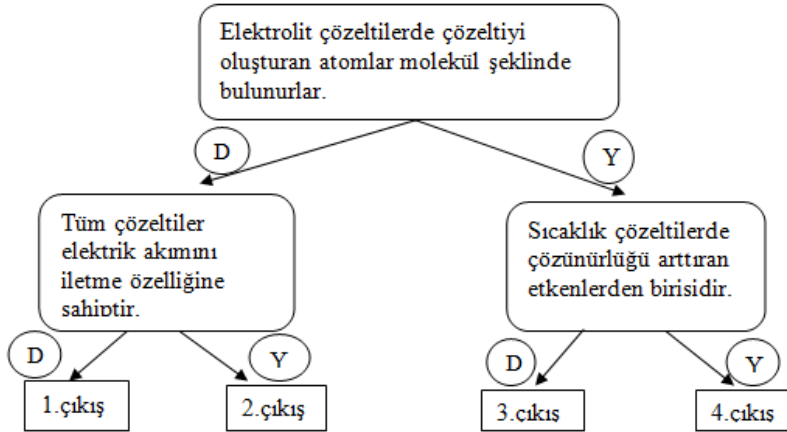 Elektrolit çözeltilerde çözeltiyi
oluşturan atomlar molekül şeklinde
bulunurlar.
D
Y
Tüm çözeltiler
elektrik akımını
iletme özelliğine
sahiptir.
Sıcaklık çözeltilerde
çözünürlüğü arttıran
etkenlerden birisidir.
D
Y
D
Y
1.çıkış
2.çıkış
3.çıkış
4.çıkış